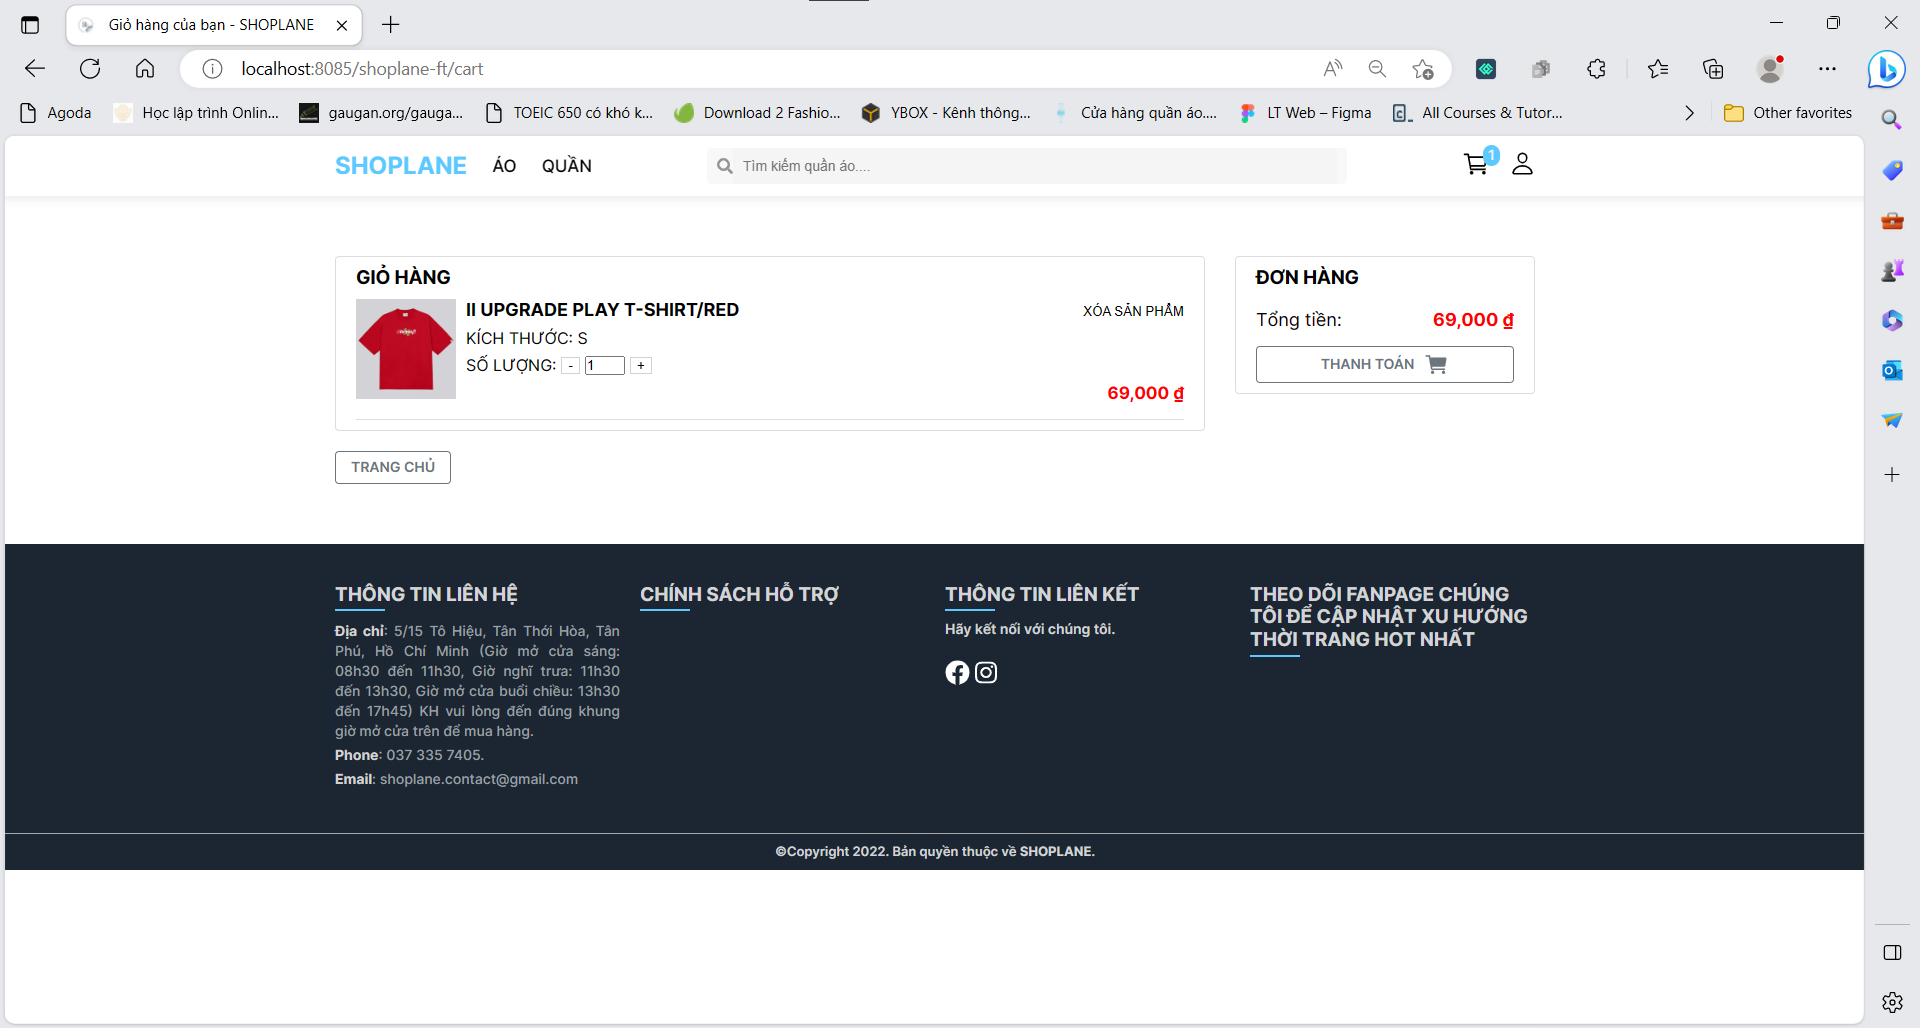 Giỏ hàng của bạn - SHOPLANE
localhost:8085/shoplane-ft/cart
Agoda
Học lập trình Onlin...
gaugan.org/gauga...
TOEIC 650 có khó k...
Download 2 Fashio...
YBOX - Kênh thông...
Cửa hàng quần áo....
LT Web – Figma
All Courses & Tutor...
Other favorites
SHOPLANE
ÁO
QUẦN
Tìm kiếm quần áo....
1
GIỎ HÀNG
II UPGRADE PLAY T-SHIRT/RED
XÓA SẢN PHẨM
KÍCH THƯỚC: S
SỐ LƯỢNG: - 1 +
69,000 ₫
ĐƠN HÀNG
Tổng tiền: 69,000 ₫
THANH TOÁN
TRANG CHỦ
THÔNG TIN LIÊN HỆ
Địa chỉ: 5/15 Tô Hiệu, Tân Thới Hòa, Tân
Phú, Hồ Chí Minh (Giờ mở cửa sáng:
08h30 đến 11h30, Giờ nghĩ trưa: 11h30
đến 13h30, Giờ mở cửa buổi chiều: 13h30
đến 17h45) KH vui lòng đến đúng khung
giờ mở cửa trên để mua hàng.
Phone: 037 335 7405.
Email: shoplane.contact@gmail.com
CHÍNH SÁCH HỖ TRỢ
THÔNG TIN LIÊN KẾT
Hãy kết nối với chúng tôi.
THEO DÕI FANPAGE CHÚNG
TÔI ĐỂ CẬP NHẬT XU HƯỚNG
THỜI TRANG HOT NHẤT
©Copyright 2022. Bản quyền thuộc về SHOPLANE.